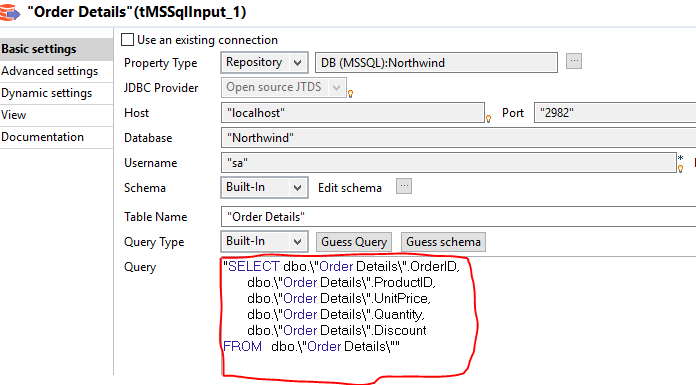 "Order Details"(tMSSqlInput_1)
Basic settings
Advanced settings
Dynamic settings
View
Documentation
Use an existing connection
Property Type Repository DB (MSSQL):Northwind ...
JDBC Provider Open source JTDS
Host "localhost" Port "2982"
Database "Northwind"
Username "sa" *
Schema Built-In Edit schema ...
Table Name "Order Details"
Query Type Built-In Guess Query Guess schema
Query "SELECT dbo.\"Order Details\".OrderID,
dbo.\"Order Details\".ProductID,
dbo.\"Order Details\".UnitPrice,
dbo.\"Order Details\".Quantity,
dbo.\"Order Details\".Discount
FROM dbo.\"Order Details\""